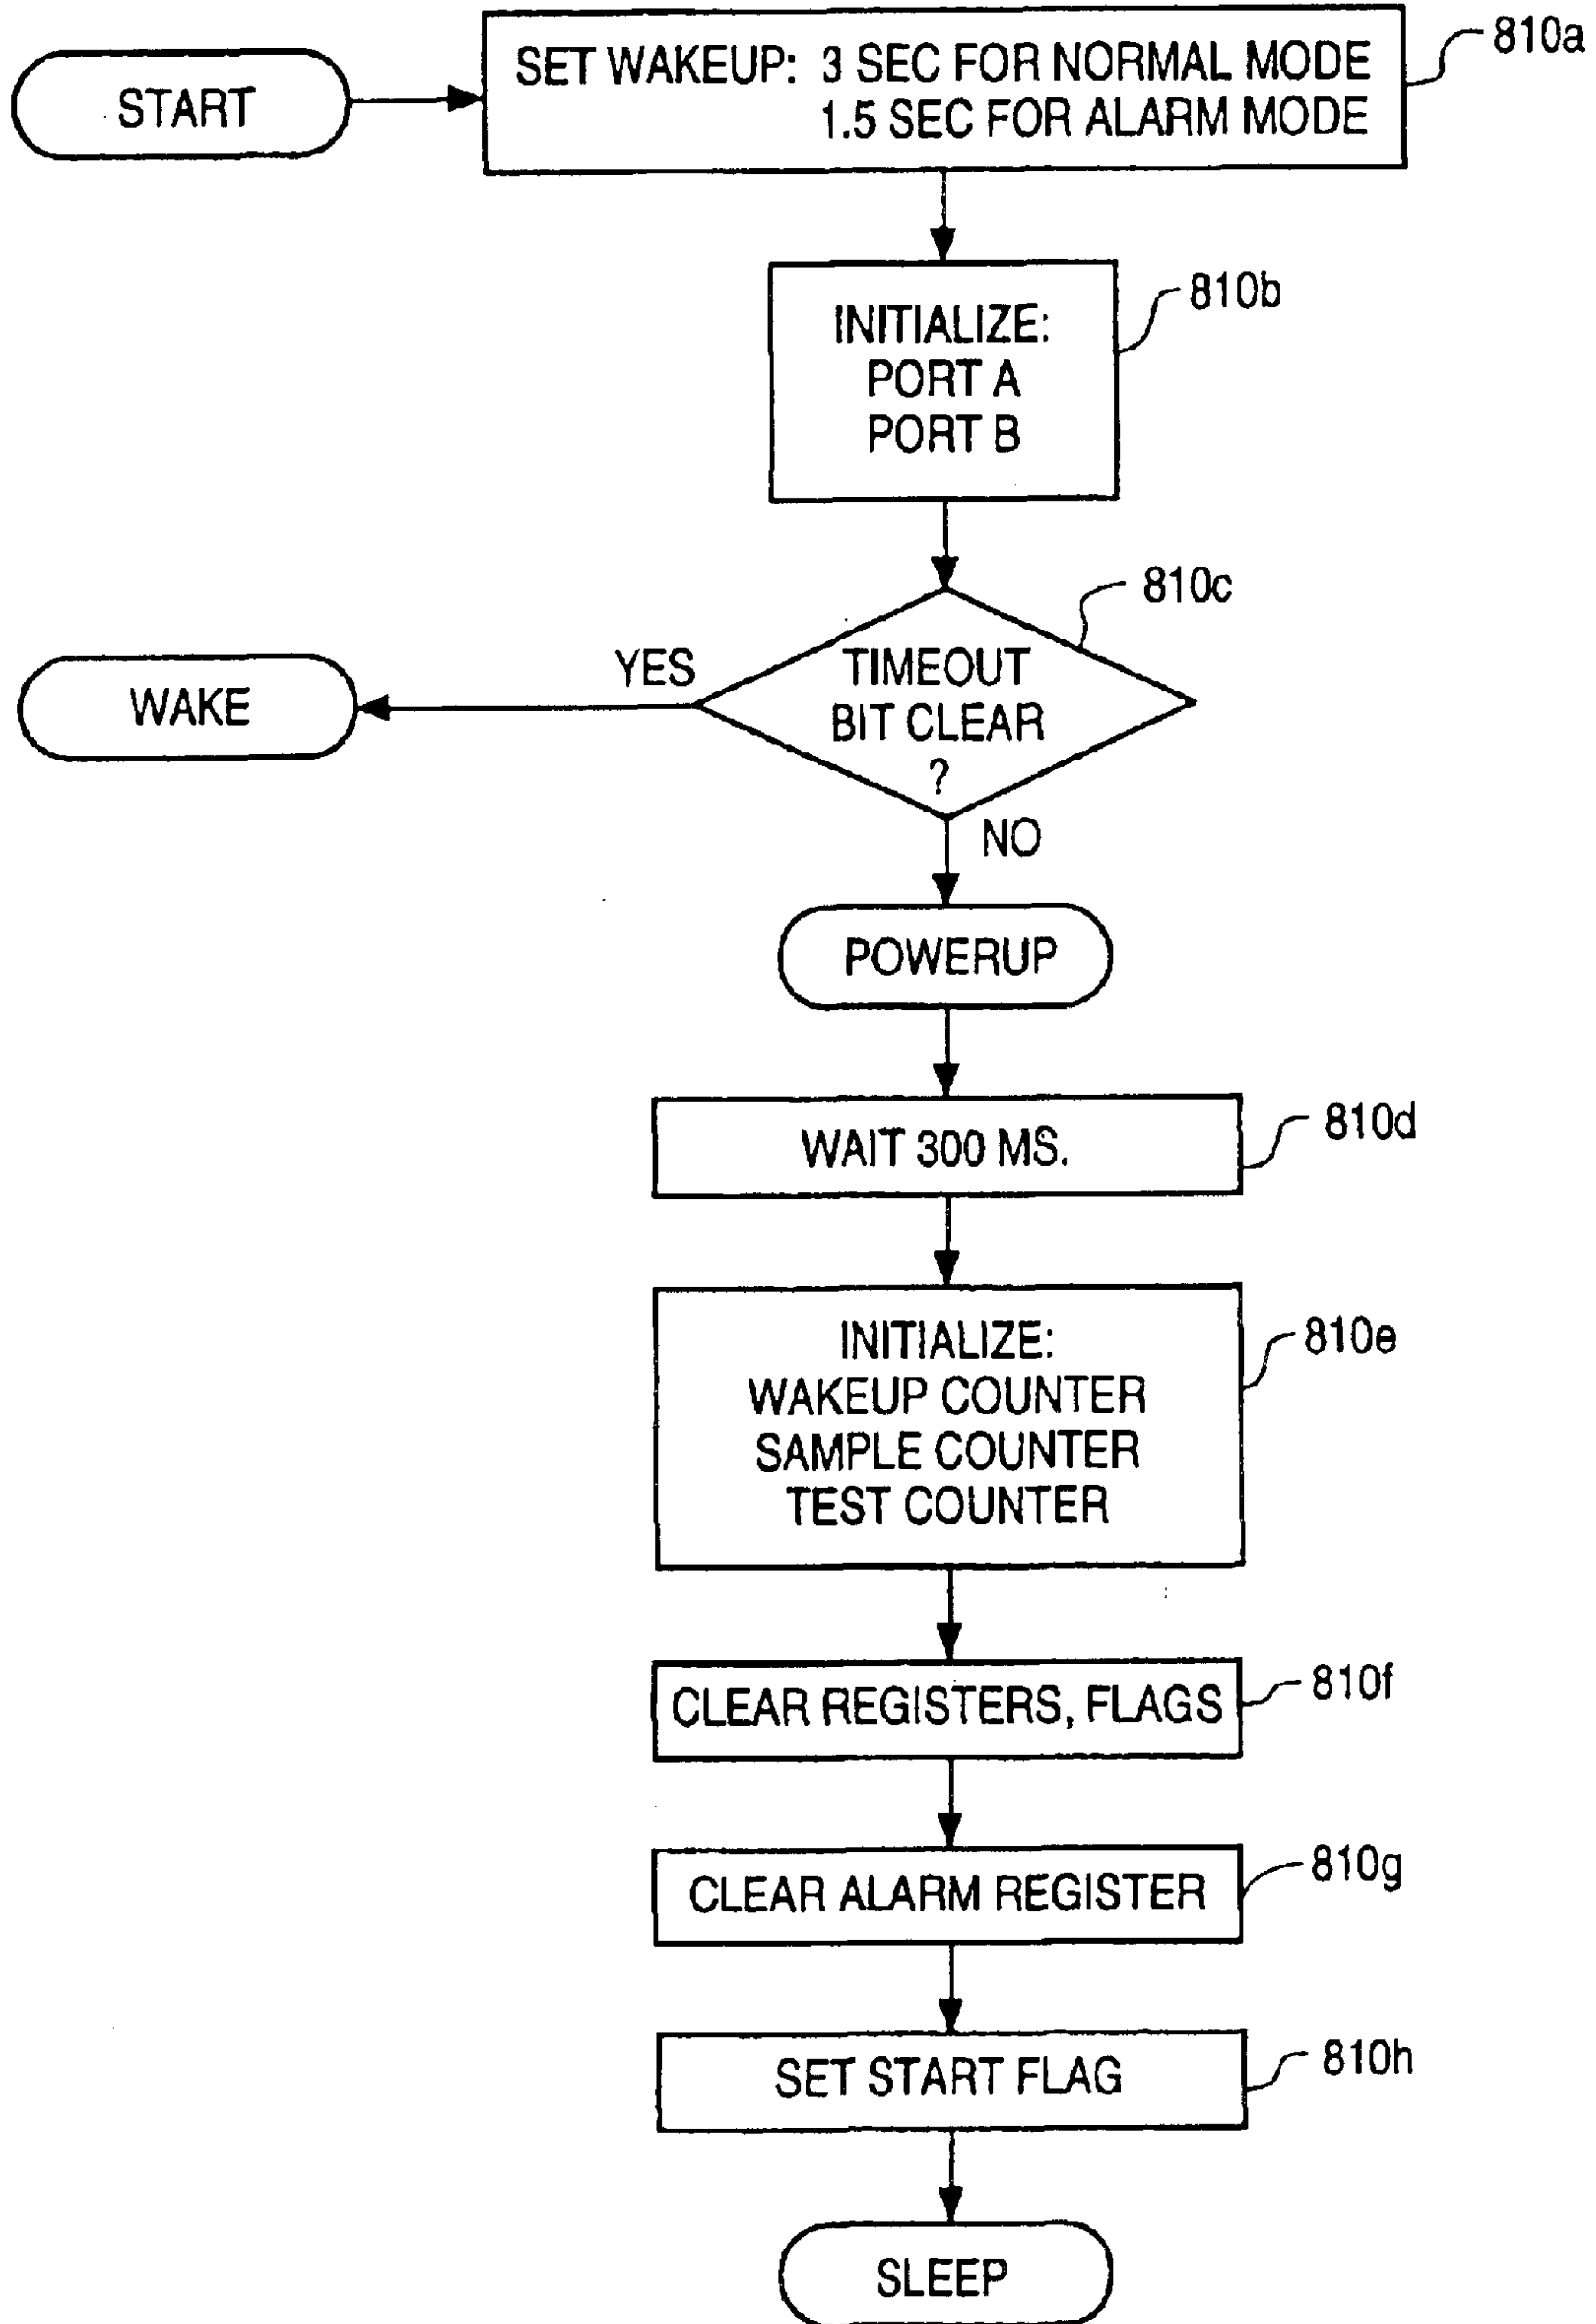 START
SET WAKEUP: 3 SEC FOR NORMAL MODE
1.5 SEC FOR ALARM MODE
810a
INITIALIZE:
PORT A
PORT B
810b
TIMEOUT
BIT CLEAR
?
810c
YES
WAKE
NO
POWERUP
WAIT 300 MS.
810d
INITIALIZE:
WAKEUP COUNTER
SAMPLE COUNTER
TEST COUNTER
810e
CLEAR REGISTERS, FLAGS
810f
CLEAR ALARM REGISTER
810g
SET START FLAG
810h
SLEEP